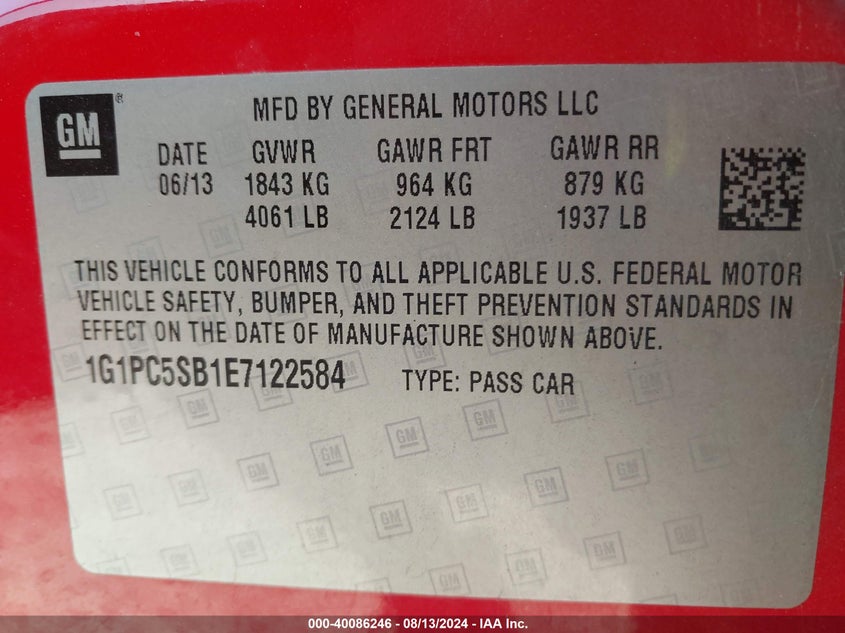 GM®
MFD BY GENERAL MOTORS LLC
DATE GVWR GAWR FRT GAWR RR
06/13 1843 KG 964 KG 879 KG
4061 LB 2124 LB 1937 LB
THIS VEHICLE CONFORMS TO ALL APPLICABLE U.S. FEDERAL MOTOR
VEHICLE SAFETY, BUMPER, AND THEFT PREVENTION STANDARDS IN
EFFECT ON THE DATE OF MANUFACTURE SHOWN ABOVE.
1G1PC5SB1E7122584 TYPE: PASS CAR
000-40086246 - 08/13/2024 - IAA Inc.